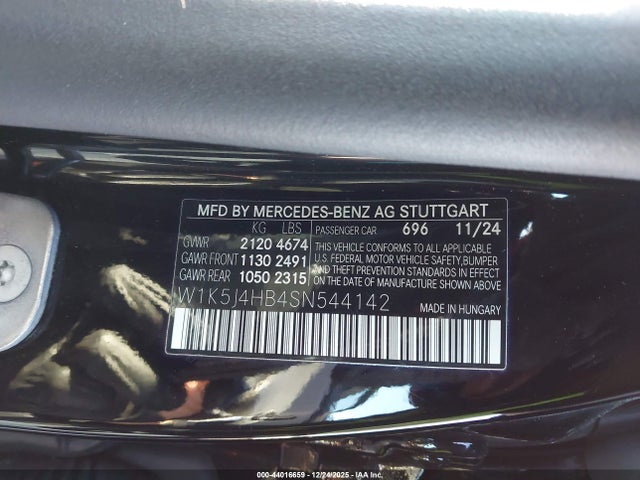 MFD BY MERCEDES-BENZ AG STUTTGART
KG LBS PASSENGER CAR 696 11/24
GVWR 2120 4674
GAWR FRONT 1130 2491
GAWR REAR 1050 2315
THIS VEHICLE CONFORMS TO ALL APPLICABLE
U.S. FEDERAL MOTOR VEHICLE SAFETY,BUMPER
AND THEFT PREVENTION STANDARDS IN EFFECT
ON THE DATE OF MANUFACTURE SHOWN ABOVE.
W1K5J4HB4SN544142 MADE IN HUNGARY
000-44016659 - 12/24/2025 - IAAI.COM